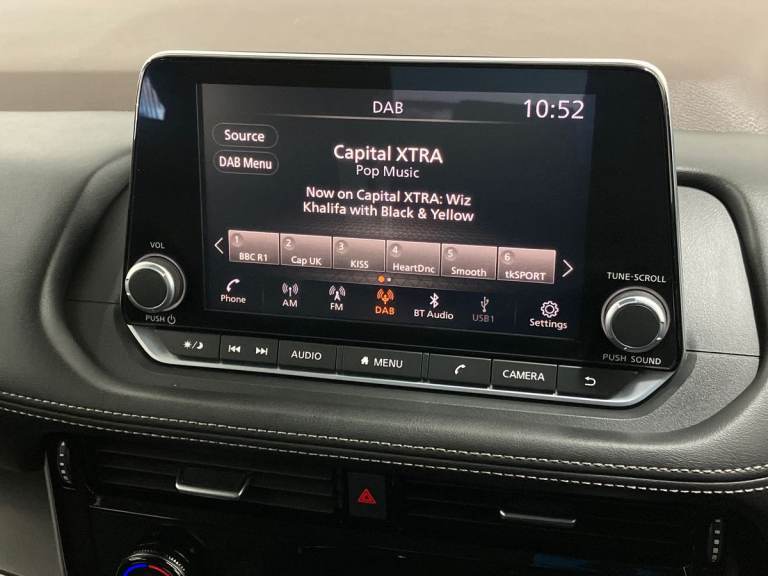 DAB
10:52
Source
DAB Menu
Capital XTRA
Pop Music
Now on Capital XTRA: Wiz
Khalifa with Black & Yellow
1 BBC R1
2 Cap UK
3 KISS
4 HeartDnc
5 Smooth
6 tkSPORT
Phone
AM
FM
DAB
BT Audio
USB1
Settings
VOL
PUSH
TUNE·SCROLL
PUSH SOUND
AUDIO
MENU
CAMERA